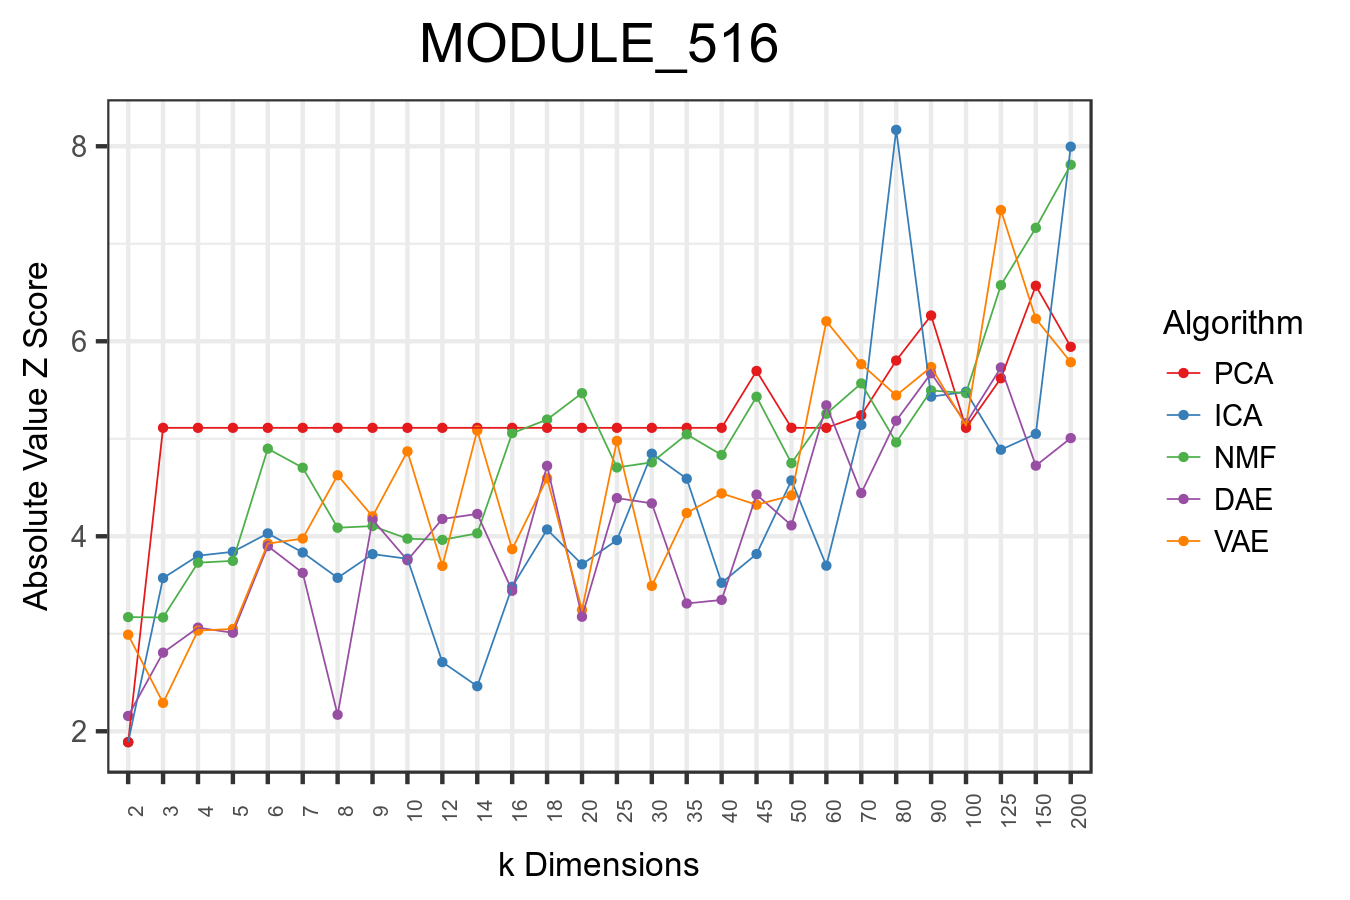 MODULE_516
Absolute Value Z Score
8
6
4
2
2 3 4 5 6 7 8 9 10 12 14 16 18 20 25 30 35 40 45 50 60 70 80 90 100 125 150 200
k Dimensions
Algorithm
PCA
ICA
NMF
DAE
VAE